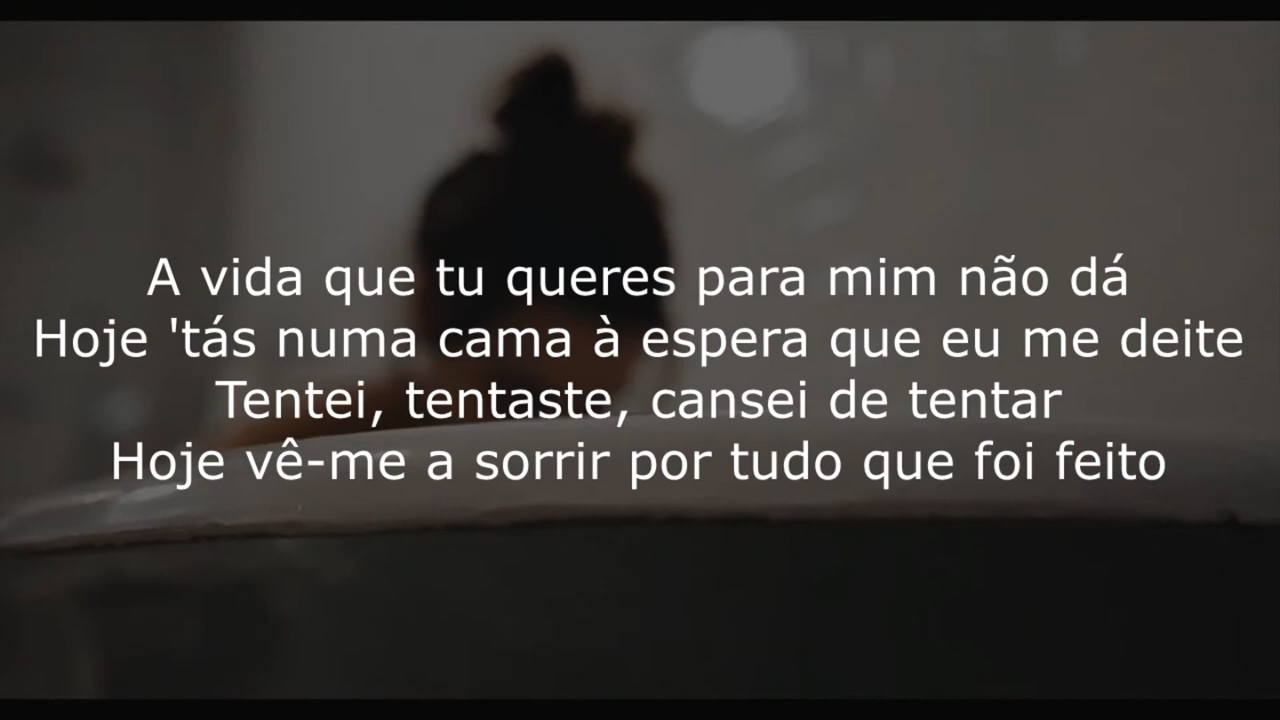 A vida que tu queres para mim não dá
Hoje 'tás numa cama à espera que eu me deite
Tentei, tentaste, cansei de tentar
Hoje vê-me a sorrir por tudo que foi feito